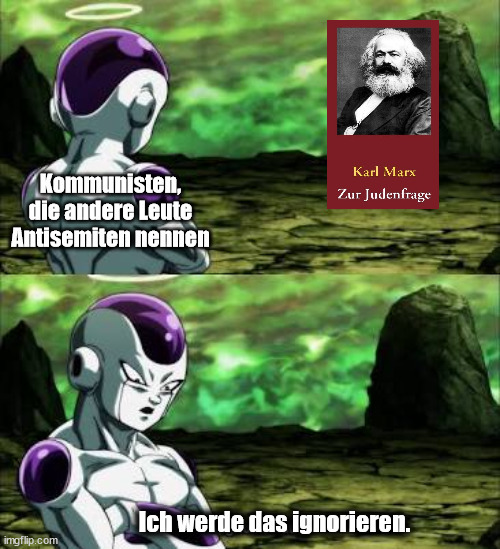 Karl Marx
Zur Judenfrage
Kommunisten,
die andere Leute
Antisemiten nennen
Ich werde das ignorieren.
imgflip.com